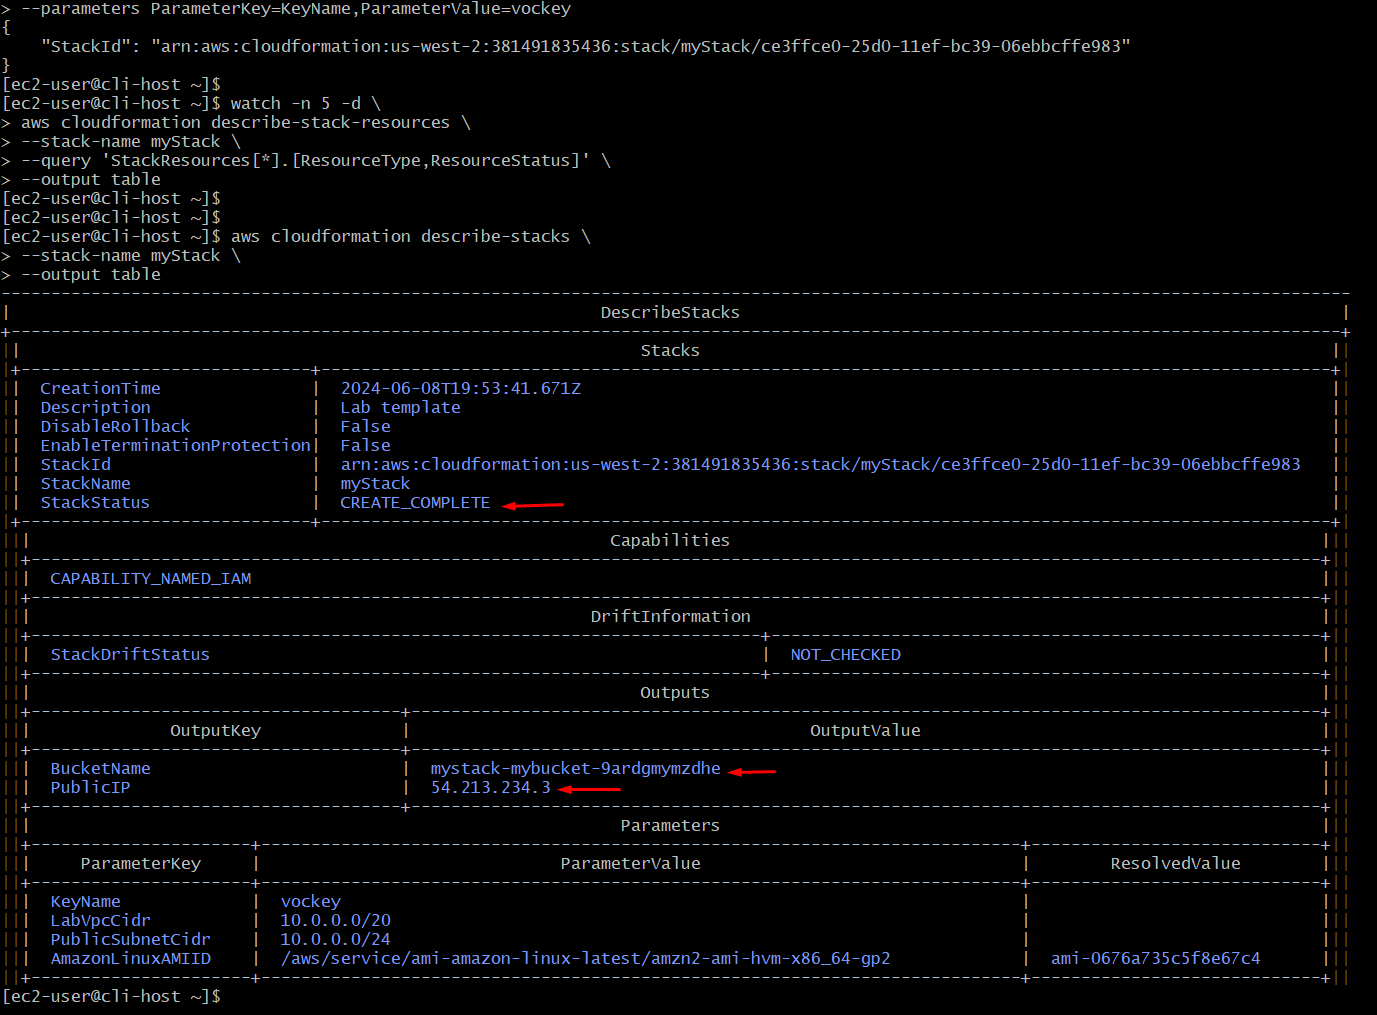 > --parameters ParameterKey=KeyName,ParameterValue=vockey
{
    "StackId": "arn:aws:cloudformation:us-west-2:381491835436:stack/myStack/ce3ffce0-25d0-11ef-bc39-06ebbcffe983"
}
[ec2-user@cli-host ~]$
[ec2-user@cli-host ~]$ watch -n 5 -d \
> aws cloudformation describe-stack-resources \
> --stack-name myStack \
> --query 'StackResources[*].[ResourceType,ResourceStatus]' \
> --output table
[ec2-user@cli-host ~]$
[ec2-user@cli-host ~]$
[ec2-user@cli-host ~]$ aws cloudformation describe-stacks \
> --stack-name myStack \
> --output table
DescribeStacks
Stacks
CreationTime | 2024-06-08T19:53:41.671Z
Description | Lab template
DisableRollback | False
EnableTerminationProtection| False
StackId | arn:aws:cloudformation:us-west-2:381491835436:stack/myStack/ce3ffce0-25d0-11ef-bc39-06ebbcffe983
StackName | myStack
StackStatus | CREATE_COMPLETE
Capabilities
CAPABILITY_NAMED_IAM
DriftInformation
StackDriftStatus | NOT_CHECKED
Outputs
OutputKey | OutputValue
BucketName | mystack-mybucket-9ardgmymzdhe
PublicIP | 54.213.234.3
Parameters
ParameterKey | ParameterValue | ResolvedValue
KeyName | vockey |
LabVpcCidr | 10.0.0.0/20 |
PublicSubnetCidr | 10.0.0.0/24 |
AmazonLinuxAMIID | /aws/service/ami-amazon-linux-latest/amzn2-ami-hvm-x86_64-gp2 | ami-0676a735c5f8e67c4
[ec2-user@cli-host ~]$